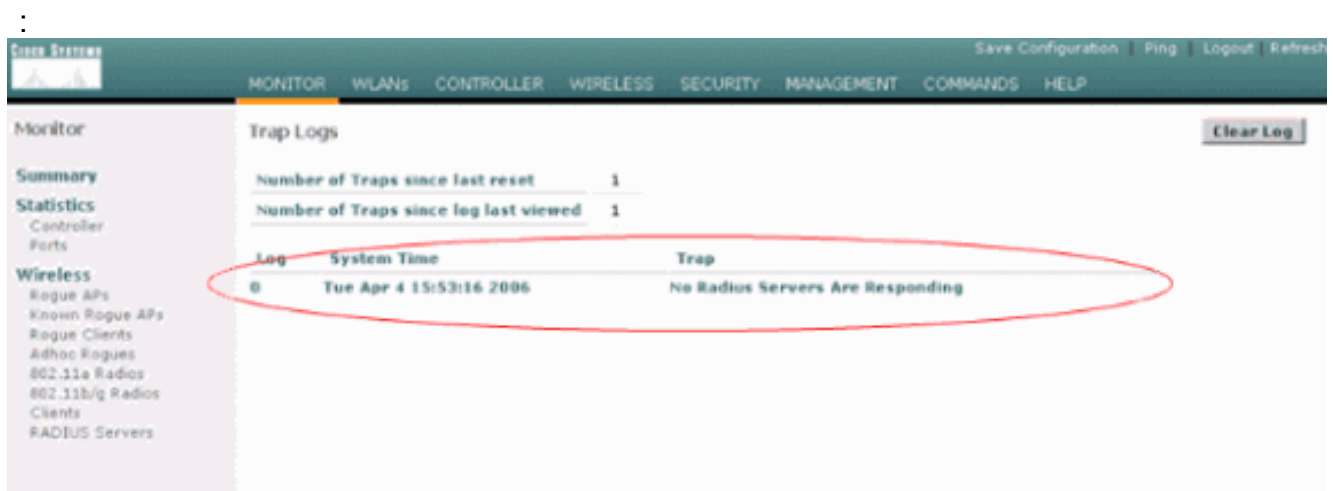 :
CISCO SYSTEMS
Save Configuration | Ping | Logout | Refresh
MONITOR WLANs CONTROLLER WIRELESS SECURITY MANAGEMENT COMMANDS HELP
Monitor
Summary
Statistics
Controller
Ports
Wireless
Rogue APs
Known Rogue APs
Rogue Clients
Adhoc Rogues
802.11a Radios
802.11b/g Radios
Clients
RADIUS Servers
Trap Logs
Clear Log
Number of Traps since last reset 1
Number of Traps since log last viewed 1
Log System Time Trap
0 Tue Apr 4 15:53:16 2006 No Radius Servers Are Responding